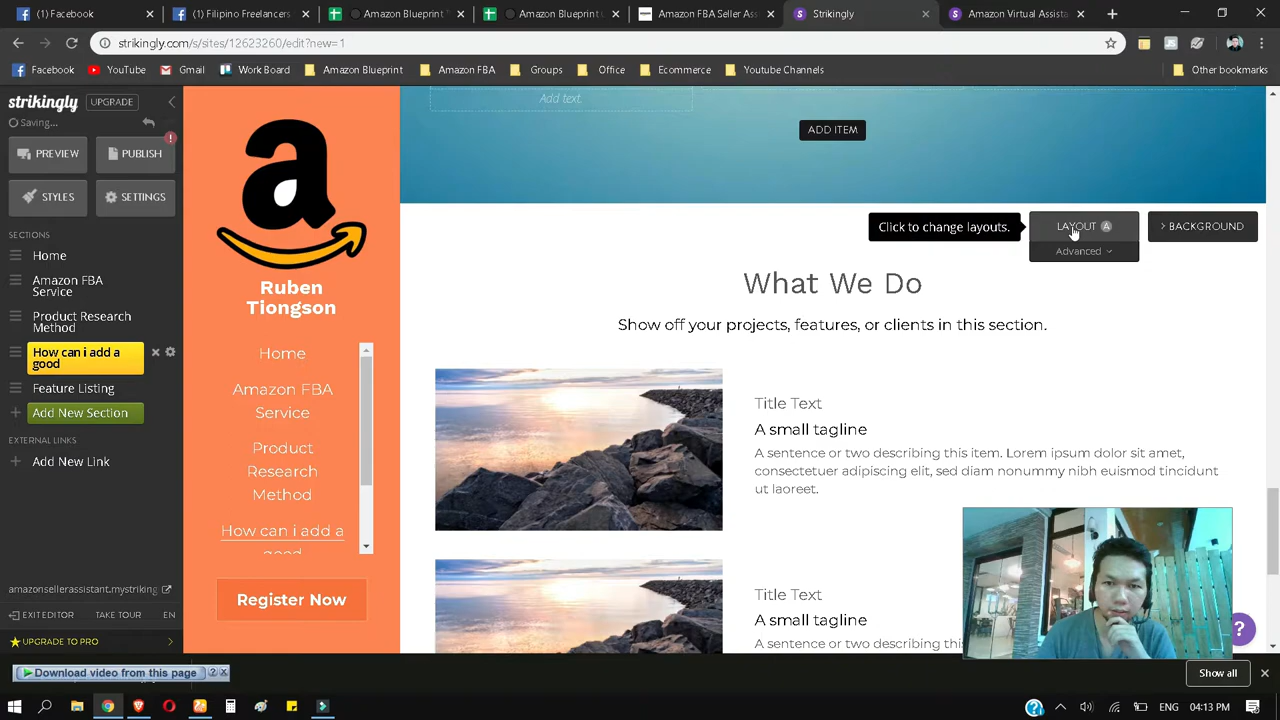 Filipino Freelancers
Amazon Blueprint
Amazon Blueprint
Amazon FBA Seller Ass
Strikingly
Amazon Virtual Assista
strikingly.com/s/sites/12623260/edit?new=1
Facebook
YouTube
Gmail
Work Board
Amazon Blueprint
Amazon FBA
Groups
Office
Ecommerce
Youtube Channels
Other bookmarks
strikingly
UPGRADE
Saving...
PREVIEW
PUBLISH
STYLES
SETTINGS
SECTIONS
Home
Amazon FBA
Service
Product Research
Method
How can i add a
good
Feature Listing
Add New Section
EXTERNAL LINKS
Add New Link
azonsellerassistant.mystriking
EXIT EDITOR
TAKE TOUR
EN
UPGRADE TO PRO
Ruben
Tiongson
Home
Amazon FBA
Service
Product
Research
Method
How can i add a
good
Register Now
Add text.
ADD ITEM
Click to change layouts.
LAYOUT A
BACKGROUND
Advanced
What We Do
Show off your projects, features, or clients in this section.
Title Text
A small tagline
A sentence or two describing this item. Lorem ipsum dolor sit amet,
consectetuer adipiscing elit, sed diam nonummy nibh euismod tincidunt
ut laoreet.
Title Text
A small tagline
A sentence or two describing this
Download video from this page
? x
Show all
ENG
04:13 PM